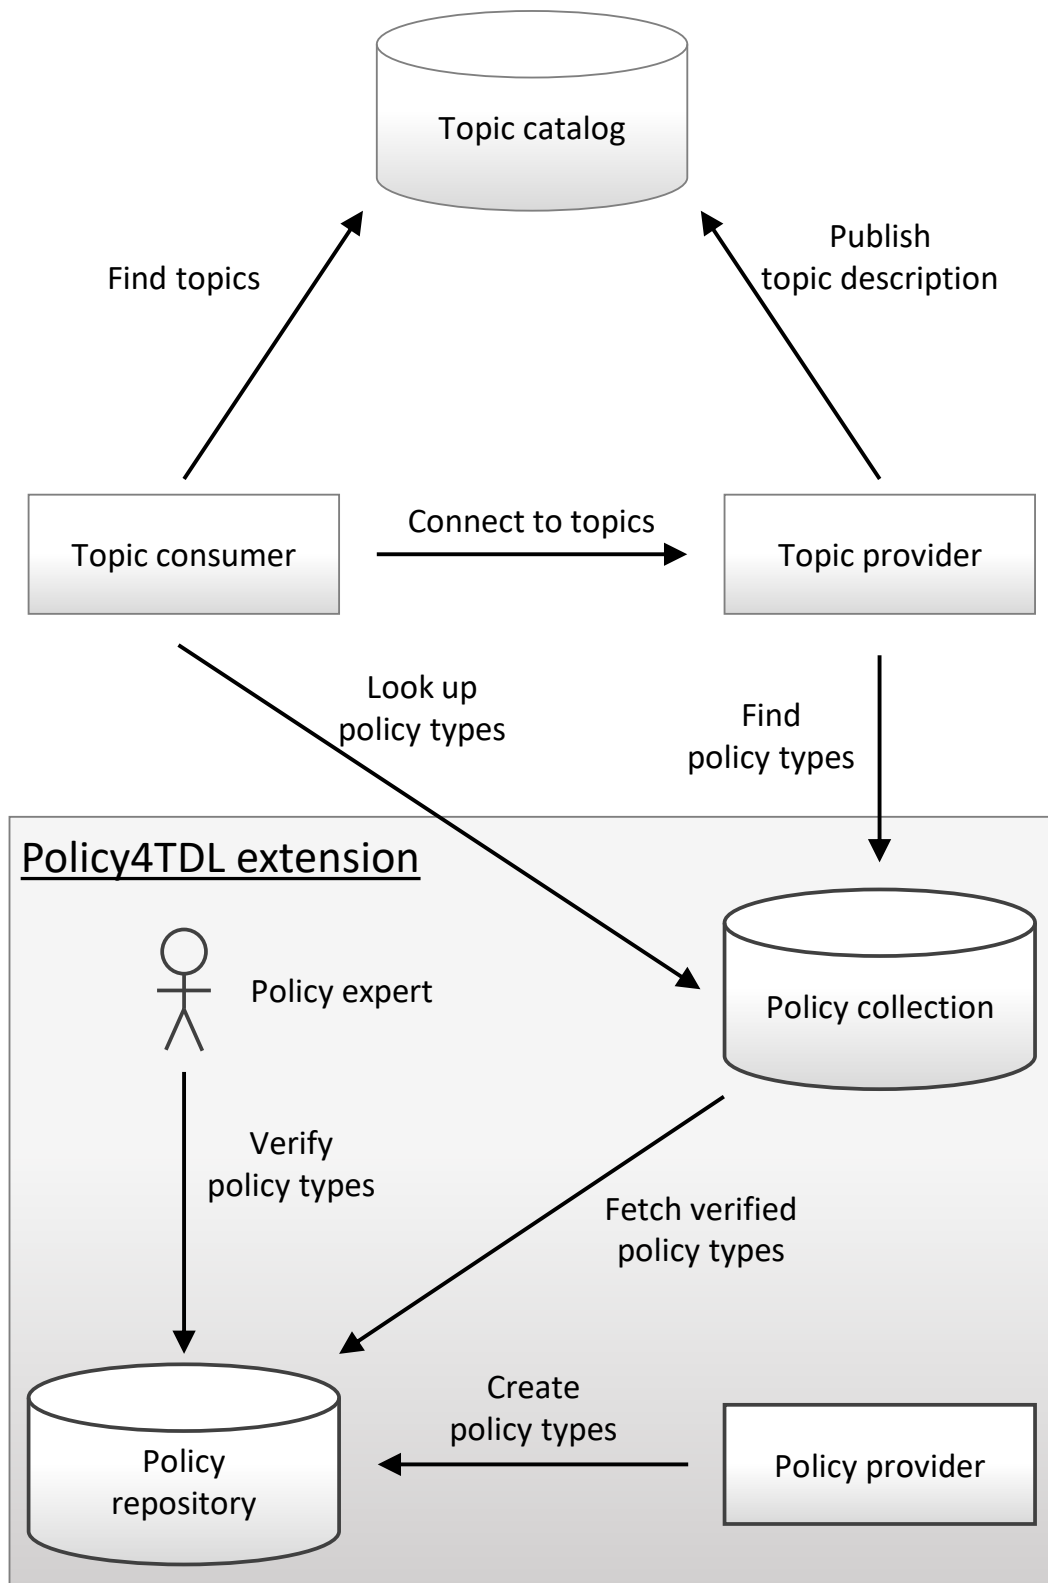 Topic catalog
Find topics
Publish
topic description
Topic consumer
Connect to topics
Topic provider
Look up
policy types
Find
policy types
Policy4TDL extension
Policy expert
Policy collection
Verify
policy types
Fetch verified
policy types
Create
policy types
Policy
repository
Policy provider